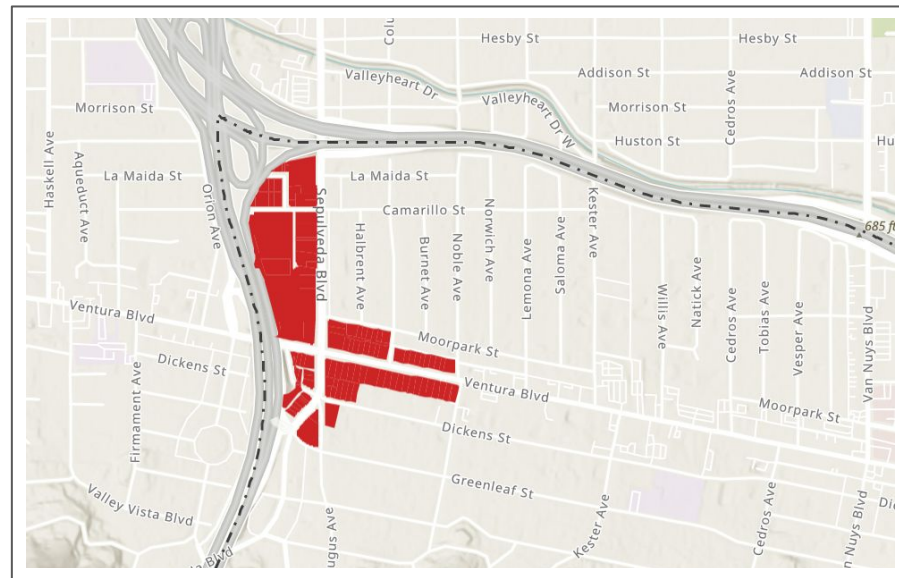 Hesby St
Hesby St
Addison St
Addison St
Valleyheart Dr
Valleyheart Dr W
Morrison St
Morrison St
Huston St
Cedros Ave
Haskell Ave
Aqueduct Ave
La Maida St
Orion Ave
Sepulveda Blvd
La Maida St
Camarillo St
Halbrent Ave
Burnet Ave
Noble Ave
Norwich Ave
Lemona Ave
Saloma Ave
Kester Ave
685 ft
Willis Ave
Natick Ave
Cedros Ave
Tobias Ave
Vesper Ave
Van Nuys Blvd
Ventura Blvd
Moorpark St
Dickens St
Firmament Ave
Ventura Blvd
Moorpark St
Dickens St
Greenleaf St
Valley Vista Blvd
Kester Ave
Cedros Ave